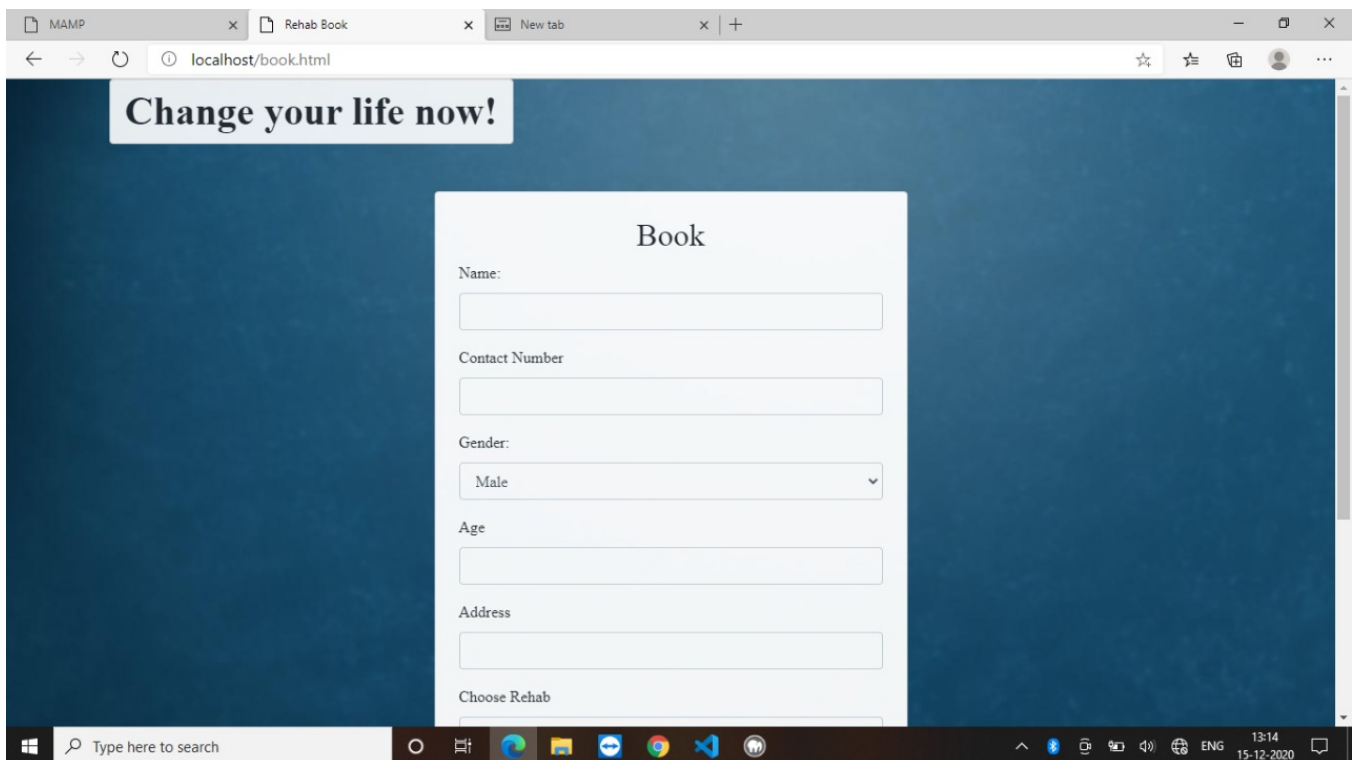 MAMP
Rehab Book
New tab
localhost/book.html
Change your life now!
Book
Name:
Contact Number
Gender:
Male
Age
Address
Choose Rehab
Type here to search
ENG
13:14
15-12-2020